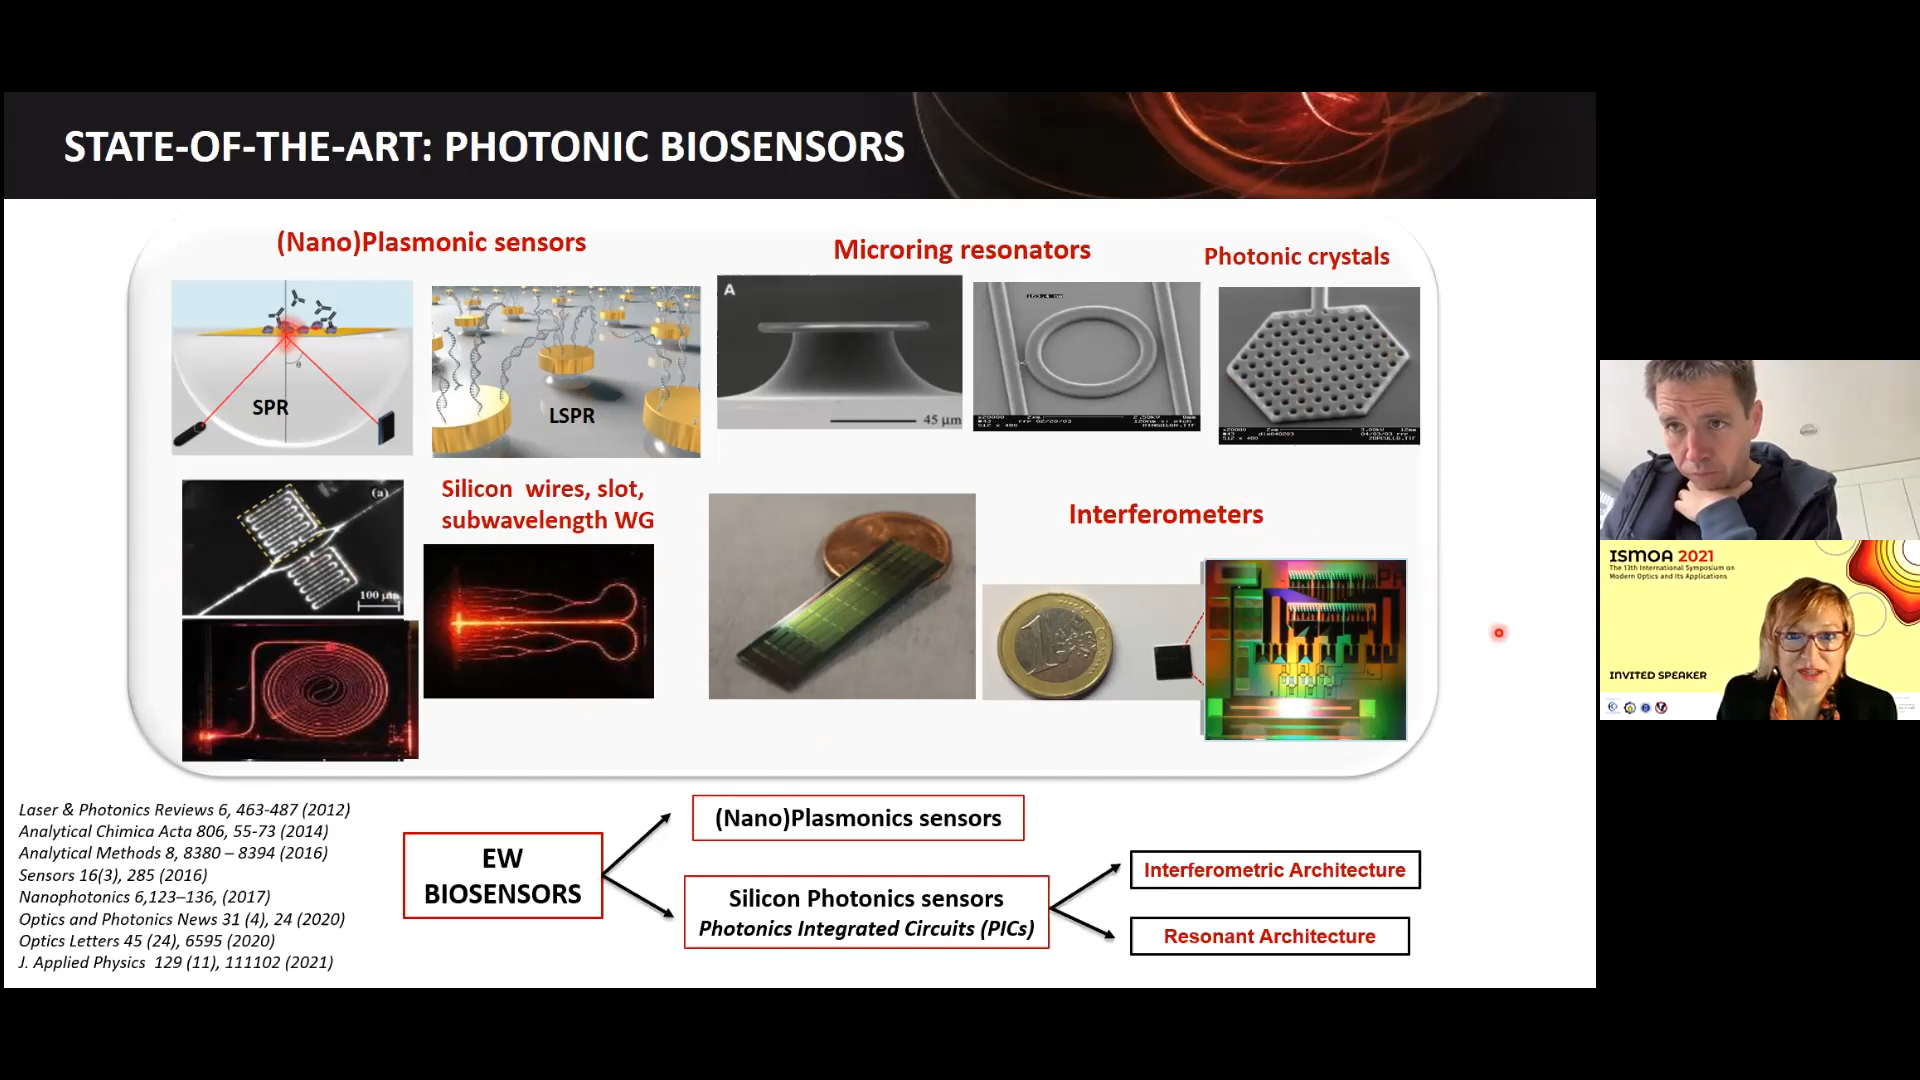 STATE-OF-THE-ART: PHOTONIC BIOSENSORS
(Nano)Plasmonic sensors
Microring resonators
Photonic crystals
SPR
LSPR
A
45 µm
Silicon wires, slot,
subwavelength WG
(a)
100 µm
Interferometers
Laser & Photonics Reviews 6, 463-487 (2012)
Analytical Chimica Acta 806, 55-73 (2014)
Analytical Methods 8, 8380 – 8394 (2016)
Sensors 16(3), 285 (2016)
Nanophotonics 6,123–136, (2017)
Optics and Photonics News 31 (4), 24 (2020)
Optics Letters 45 (24), 6595 (2020)
J. Applied Physics 129 (11), 111102 (2021)
EW
BIOSENSORS
(Nano)Plasmonics sensors
Silicon Photonics sensors
Photonics Integrated Circuits (PICs)
Interferometric Architecture
Resonant Architecture
ISMOA 2021
The 13th International Symposium on
Modern Optics and Its Applications
INVITED SPEAKER